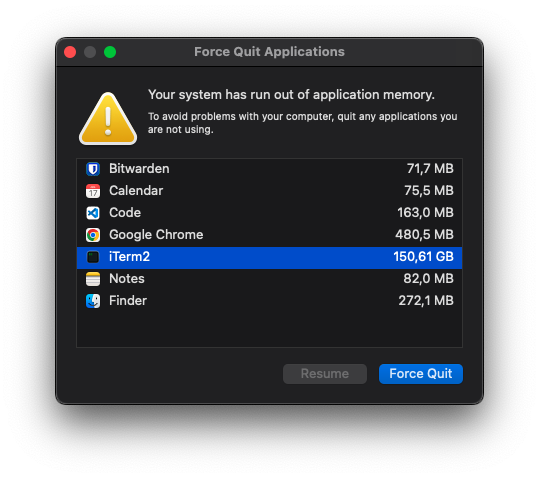 Force Quit Applications
Your system has run out of application memory.
To avoid problems with your computer, quit any applications you
are not using.
Bitwarden 71,7 MB
17
Calendar 75,5 MB
Code 163,0 MB
Google Chrome 480,5 MB
iTerm2 150,61 GB
Notes 82,0 MB
Finder 272,1 MB
Resume Force Quit